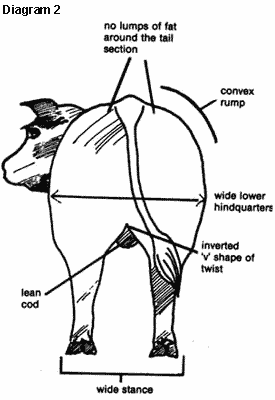 Diagram 2
no lumps of fat
around the tail
section
convex
rump
wide lower
hindquarters
inverted
'v' shape of
twist
lean
cod
wide stance